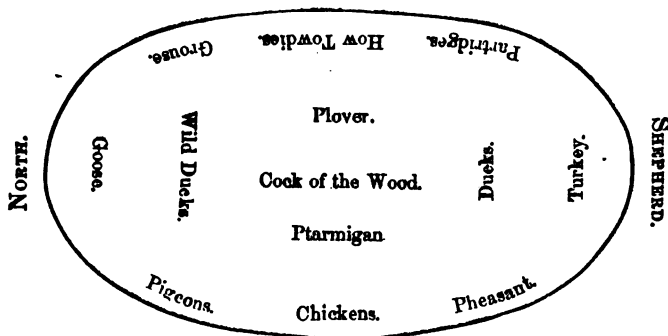 Grouse.
How Towdies.
Partridges.
NORTH.
Goose.
Wild Ducks.
Plover.
Cock of the Wood.
Ptarmigan
Ducks.
Turkey.
SHEPHERD.
Pigeons.
Chickens.
Pheasant.